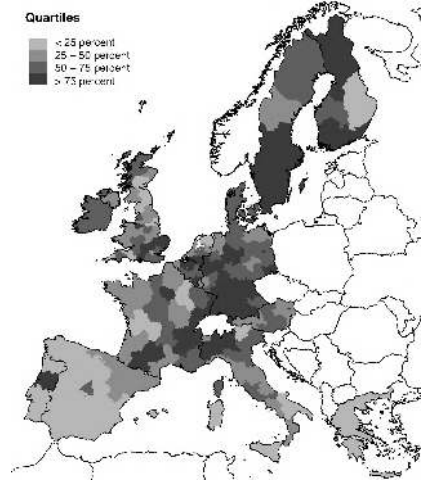 Quartiles
< 25 percent
25 – 50 percent
50 – 75 percent
> 75 percent